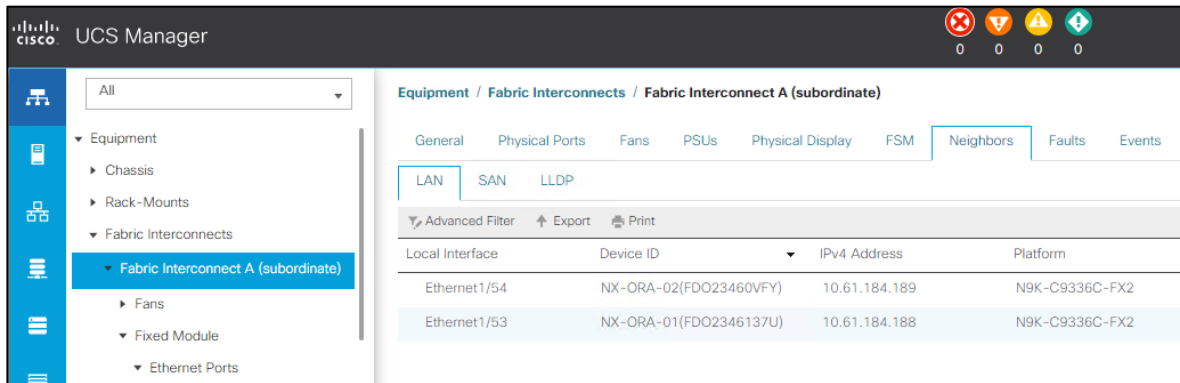 cisco. UCS Manager
0 0 0 0
All
Equipment
Chassis
Rack-Mounts
Fabric Interconnects
Fabric Interconnect A (subordinate)
Fans
Fixed Module
Ethernet Ports
Equipment / Fabric Interconnects / Fabric Interconnect A (subordinate)
General Physical Ports Fans PSUs Physical Display FSM Neighbors Faults Events
LAN SAN LLDP
Advanced Filter Export Print
Local Interface Device ID IPv4 Address Platform
Ethernet1/54 NX-ORA-02(FDO23460VFY) 10.61.184.189 N9K-C9336C-FX2
Ethernet1/53 NX-ORA-01(FDO2346137U) 10.61.184.188 N9K-C9336C-FX2